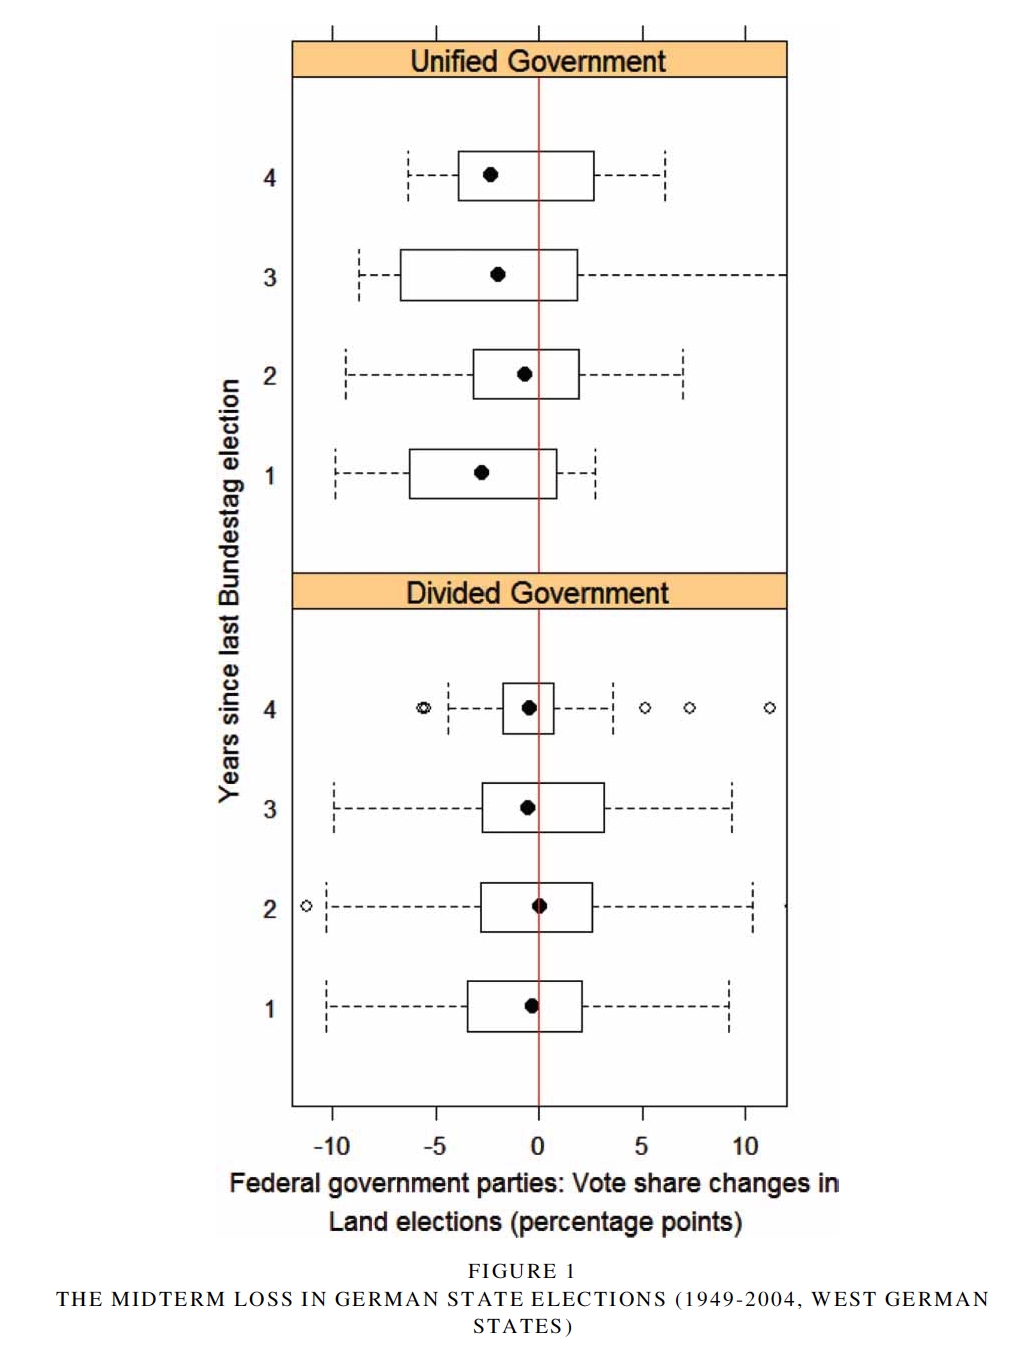 Unified Government
4
3
2
1
Divided Government
4
3
2
1
Years since last Bundestag election
-10 -5 0 5 10
Federal government parties: Vote share changes in
Land elections (percentage points)
FIGURE 1
THE MIDTERM LOSS IN GERMAN STATE ELECTIONS (1949-2004, WEST GERMAN
STATES)